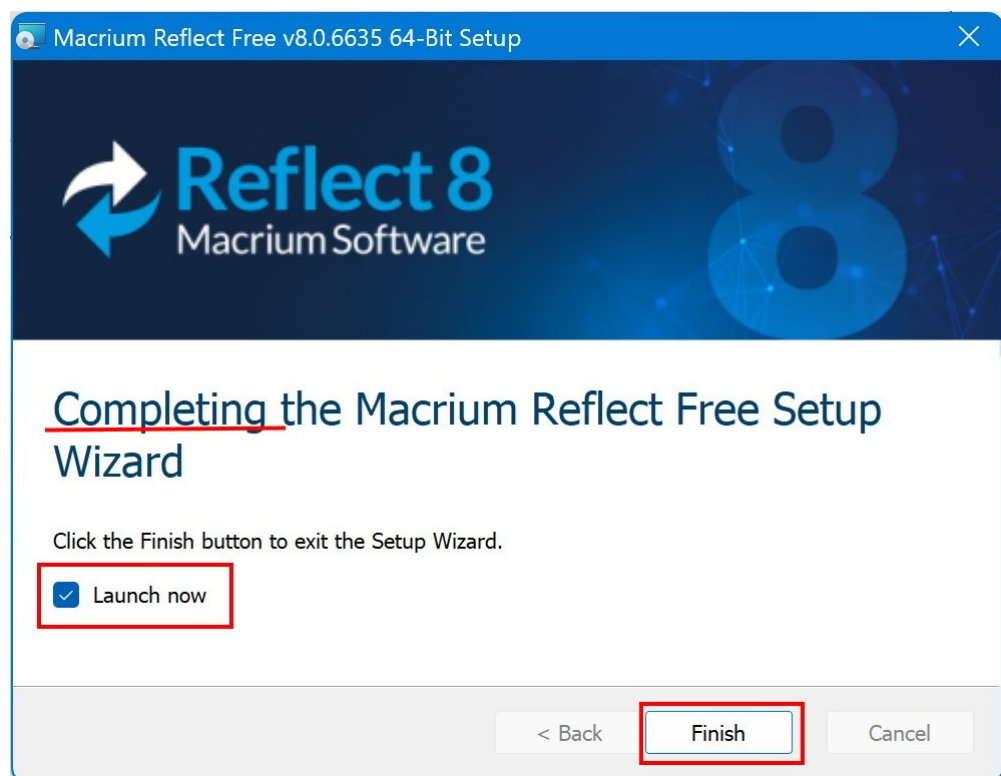 Macrium Reflect Free v8.0.6635 64-Bit Setup
8
Reflect 8
Macrium Software
Completing the Macrium Reflect Free Setup
Wizard
Click the Finish button to exit the Setup Wizard.
Launch now
< Back Finish Cancel